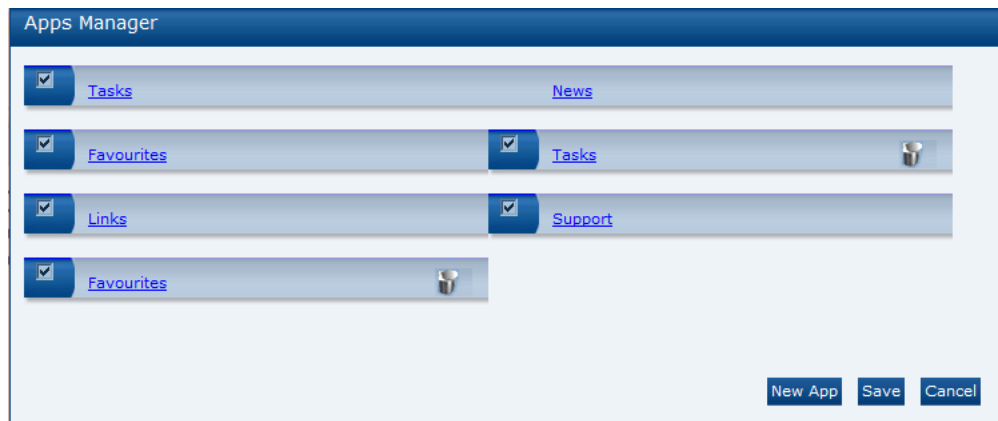 Apps Manager
Tasks News
Favourites Tasks
Links Support
Favourites
New App Save Cancel